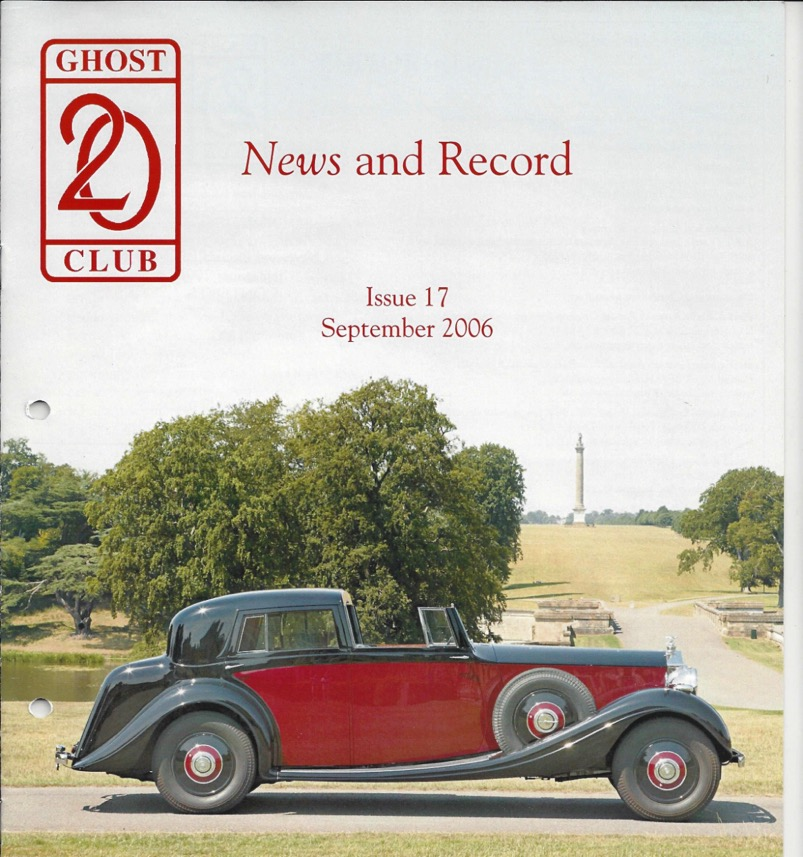 GHOST
20
CLUB
News and Record
Issue 17
September 2006